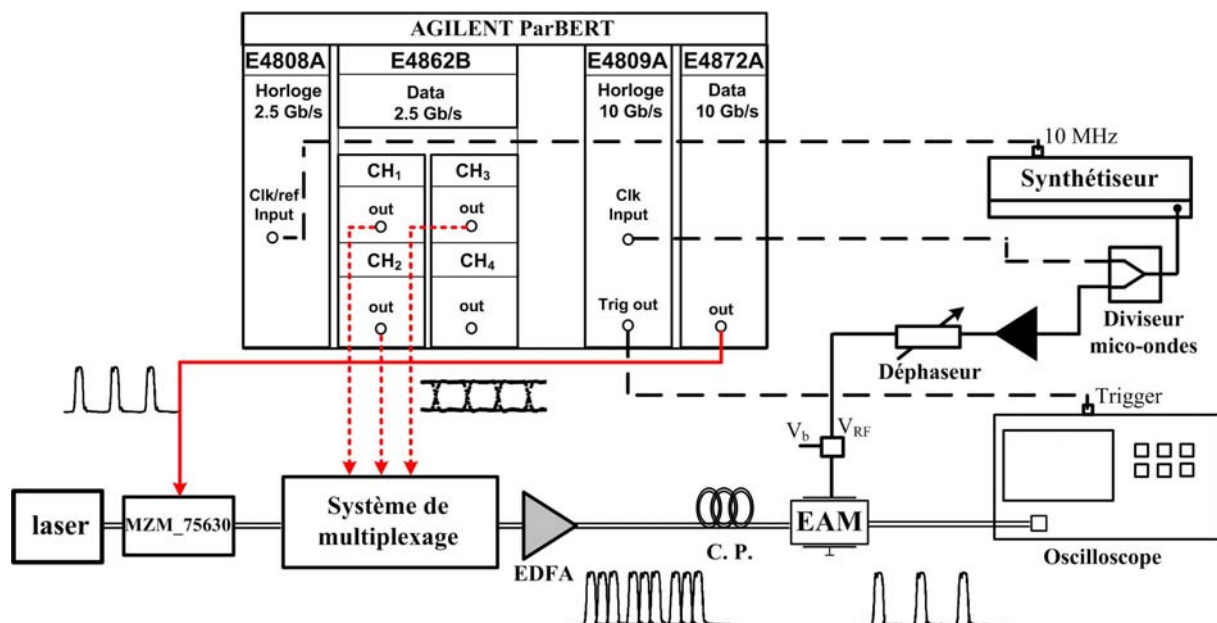 AGILENT ParBERT
E4808A
E4862B
E4809A
E4872A
Horloge
2.5 Gb/s
Data
2.5 Gb/s
Horloge
10 Gb/s
Data
10 Gb/s
10 MHz
Synthétiseur
CH₁
CH₃
Clk/ref
Input
out
out
Clk
Input
CH₂
CH₄
out
out
Trig out
out
Diviseur
mico-ondes
Déphaseur
Trigger
V_b
V_RF
laser
MZM_75630
Système de
multiplexage
EDFA
C. P.
EAM
Oscilloscope